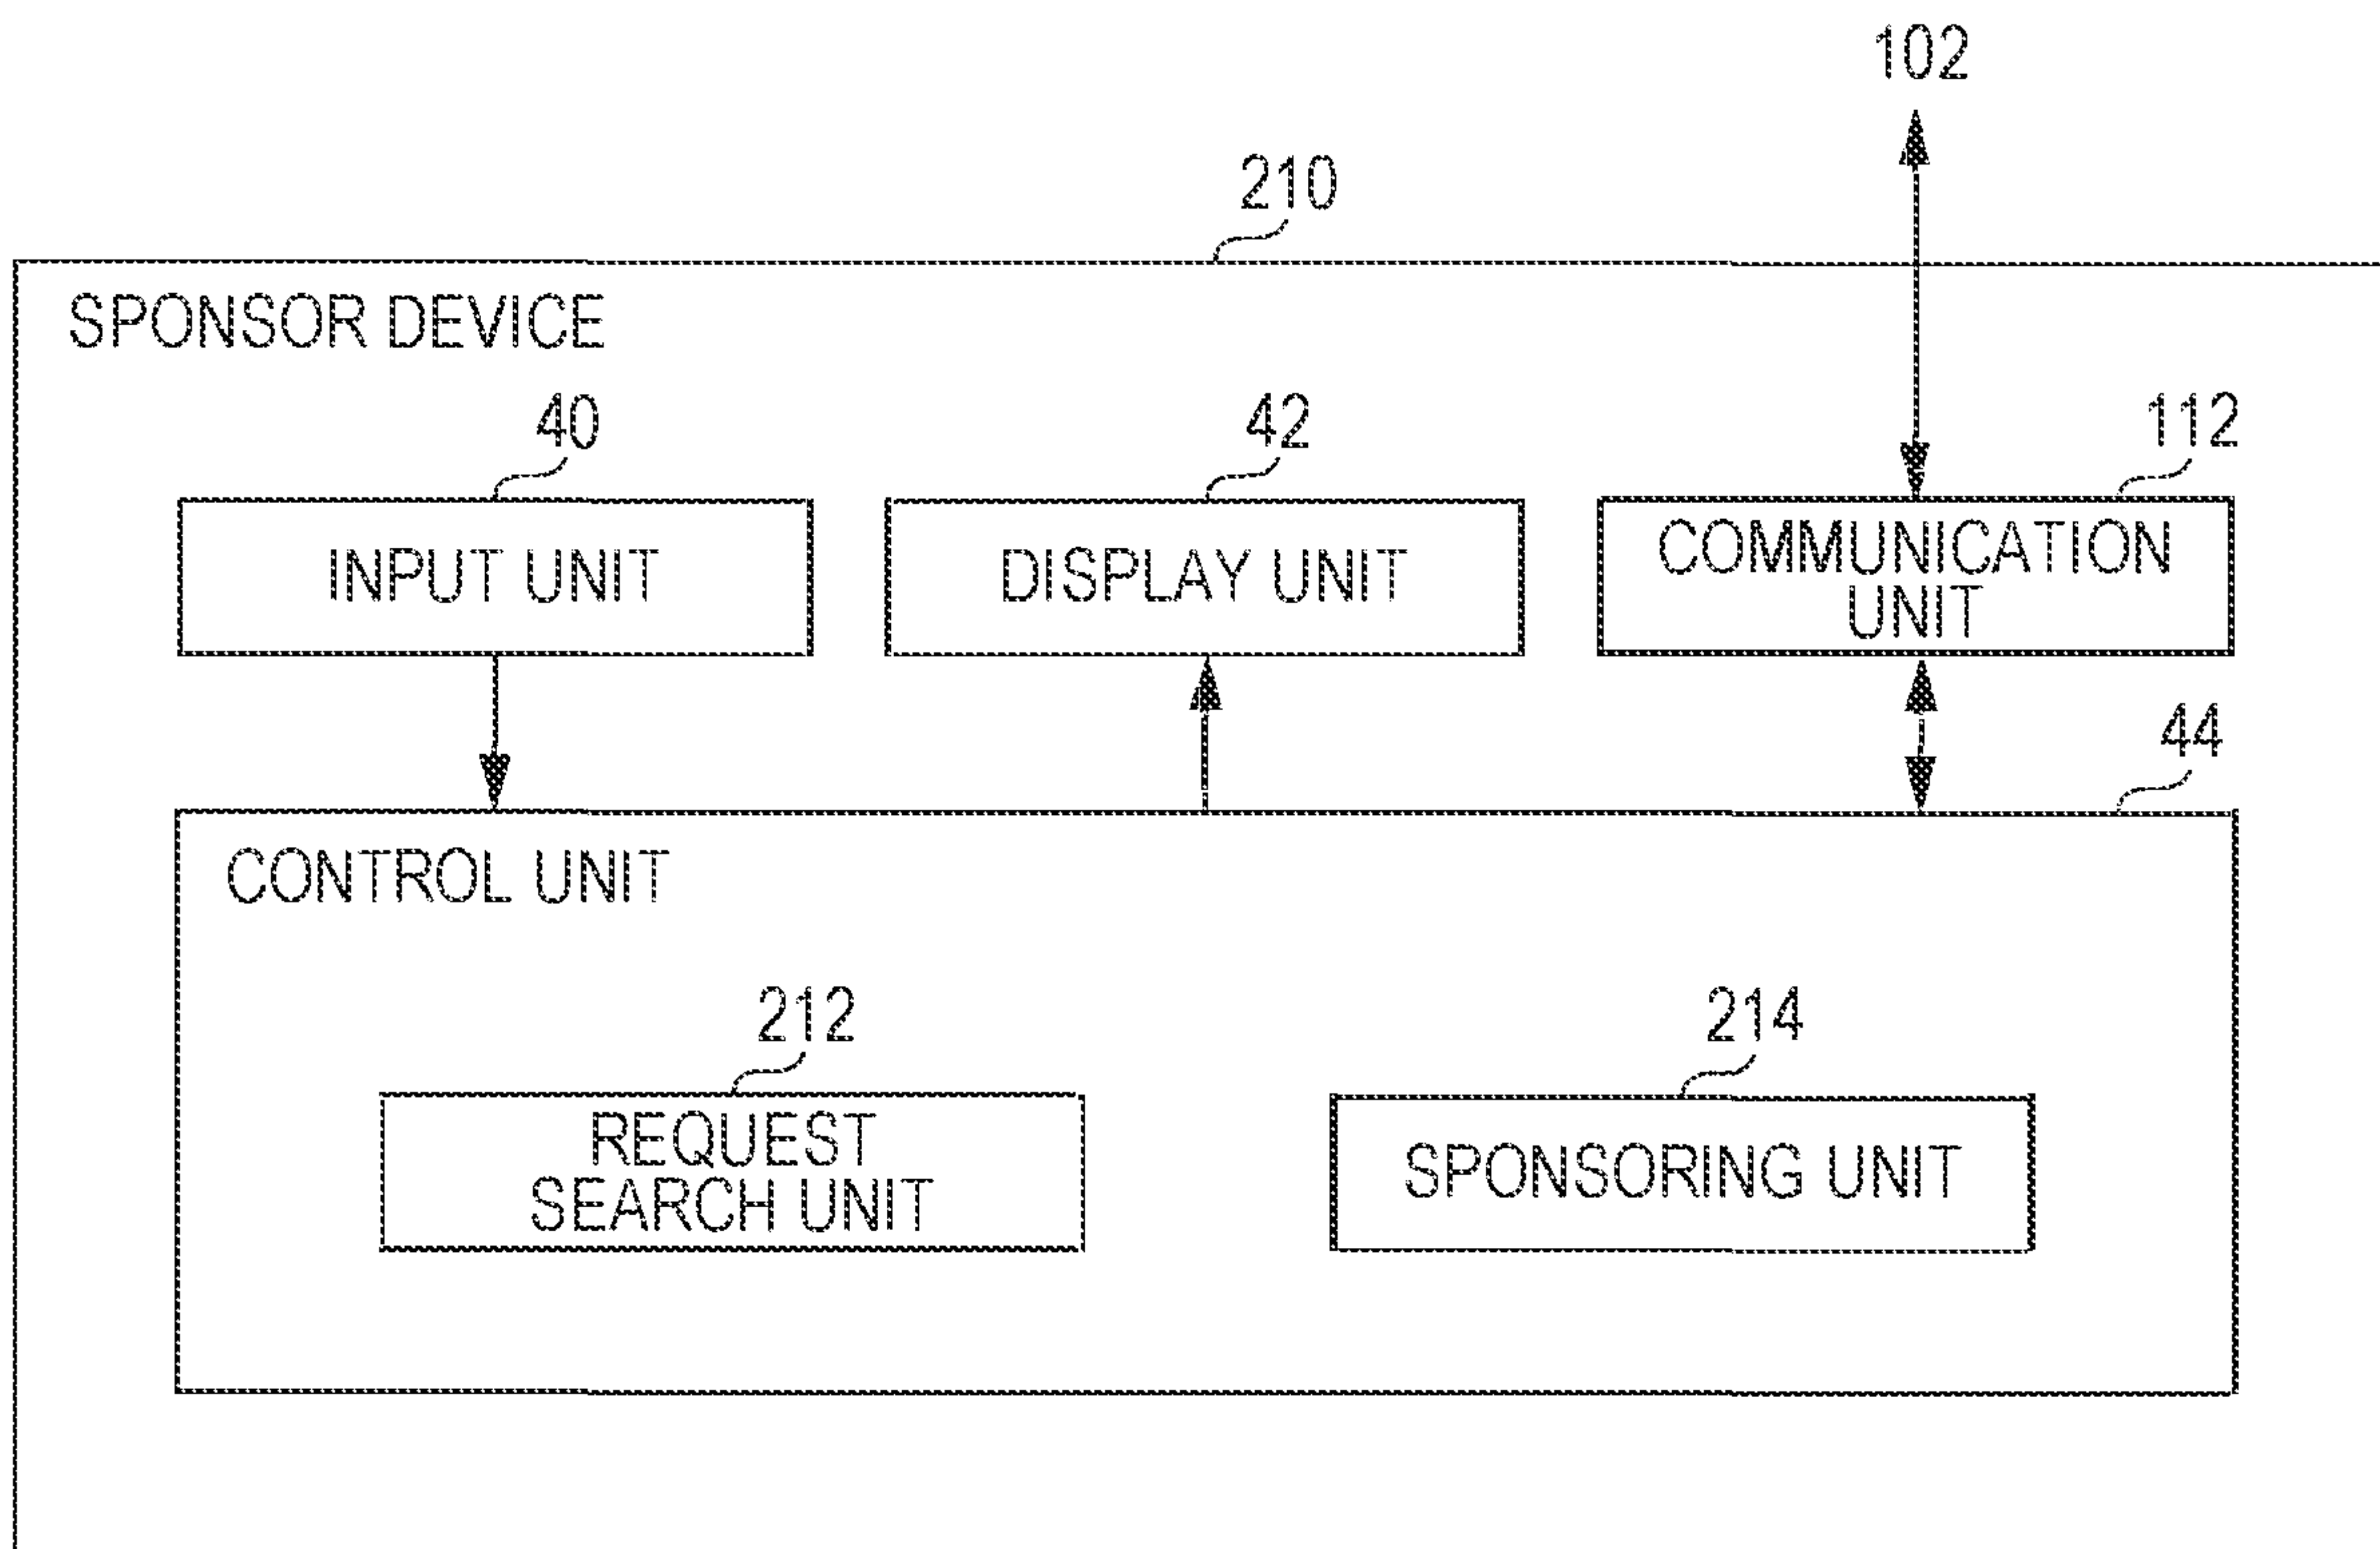 102
210
SPONSOR DEVICE
40
42
112
INPUT UNIT
DISPLAY UNIT
COMMUNICATION
UNIT
44
CONTROL UNIT
212
214
REQUEST
SEARCH UNIT
SPONSORING UNIT